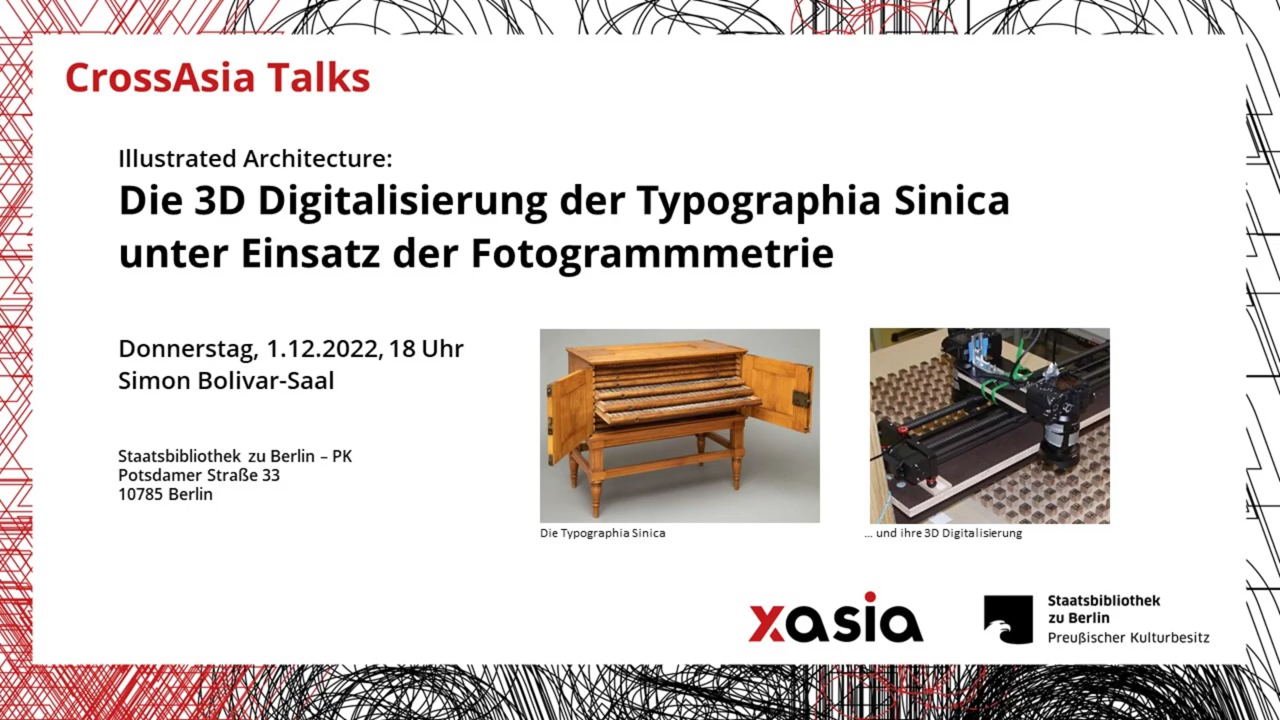 CrossAsia Talks
Illustrated Architecture:
Die 3D Digitalisierung der Typographia Sinica
unter Einsatz der Fotogrammmetrie
Donnerstag, 1.12.2022, 18 Uhr
Simon Bolivar-Saal
Staatsbibliothek zu Berlin – PK
Potsdamer Straße 33
10785 Berlin
Die Typographia Sinica
... und ihre 3D Digitalisierung
xasia
Staatsbibliothek
zu Berlin
Preußischer Kulturbesitz